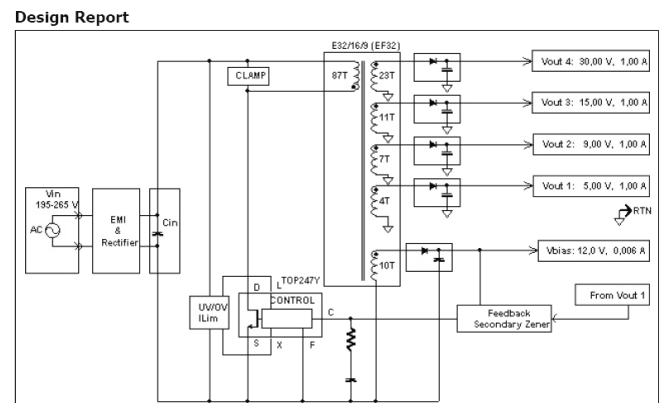 Design Report
E32/16/9 (EF32)
CLAMP
87T
23T
Vout 4: 30,00 V, 1,00 A
11T
Vout 3: 15,00 V, 1,00 A
7T
Vout 2: 9,00 V, 1,00 A
4T
Vout 1: 5,00 V, 1,00 A
RTN
Vin
195-265 V
AC
EMI
&
Rectifier
Cin
10T
Vbias: 12,0 V, 0,006 A
TOP247Y
D
L
CONTROL
UV/OV
ILim
C
S
X
F
From Vout 1
Feedback
Secondary Zener